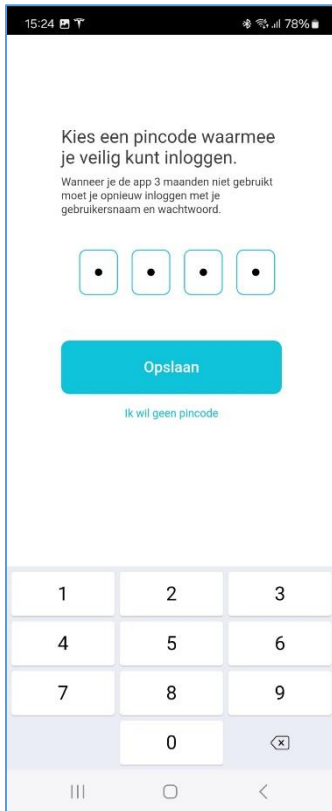 15:24 78%
Kies een pincode waarmee
je veilig kunt inloggen.
Wanneer je de app 3 maanden niet gebruikt
moet je opnieuw inloggen met je
gebruikersnaam en wachtwoord.
Opslaan
Ik wil geen pincode
1 2 3
4 5 6
7 8 9
0